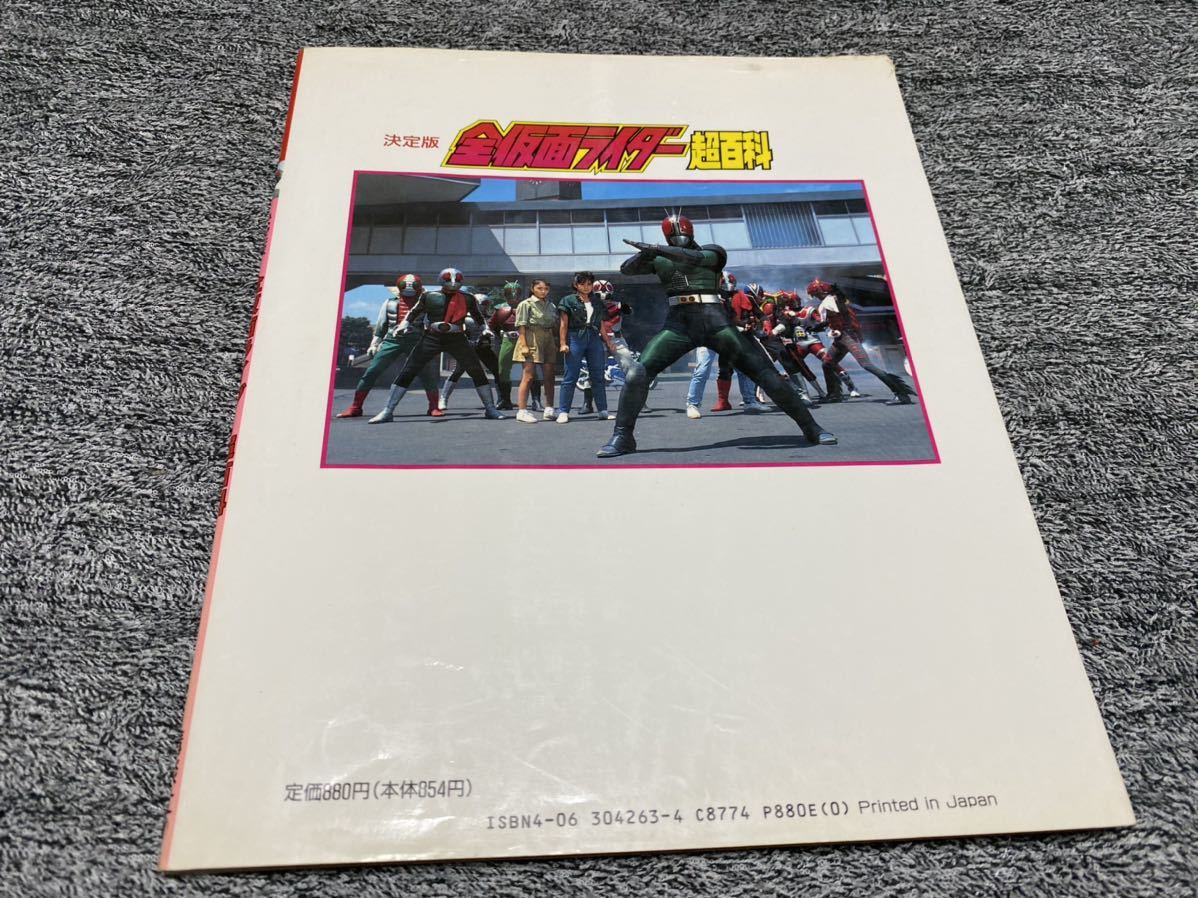 決定版 全仮面ライダー超百科
定価880円(本体854円)
ISBN4-06 304263-4 C8774 P880E(0) Printed in Japan